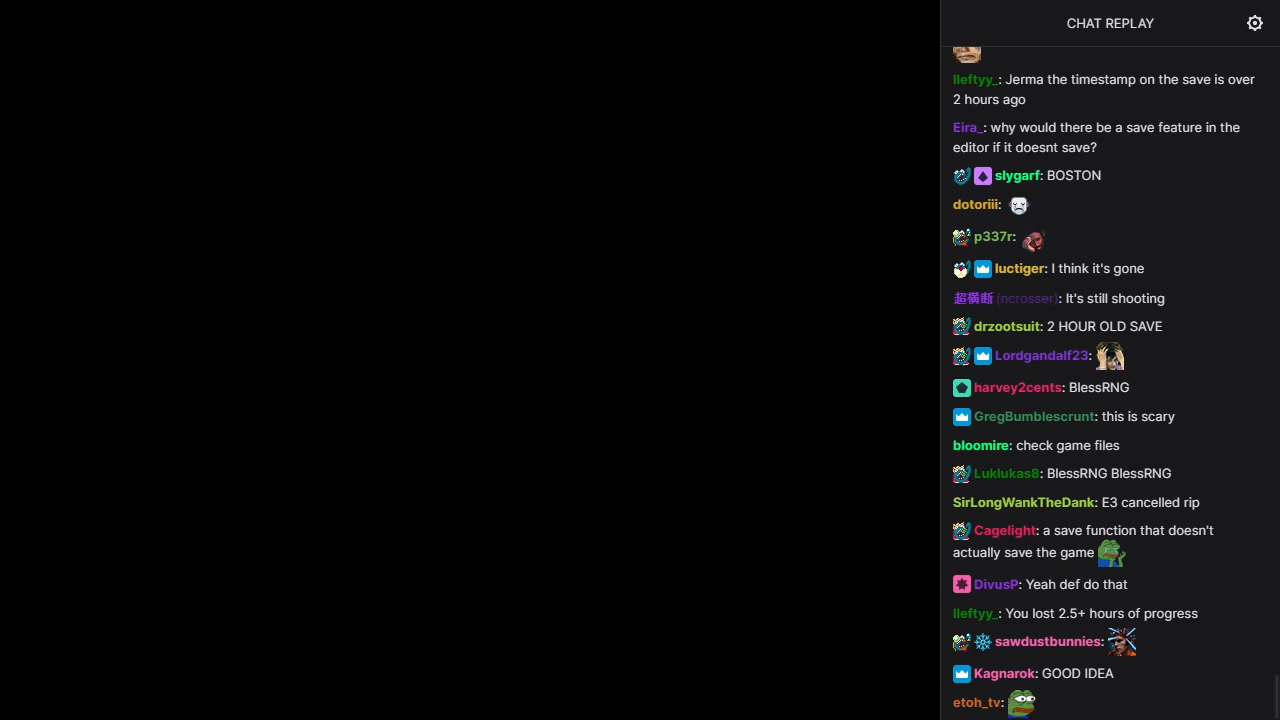 CHAT REPLAY
lleftyy_: Jerma the timestamp on the save is over
2 hours ago
Eira_: why would there be a save feature in the
editor if it doesnt save?
slygarf: BOSTON
dotoriii:
p337r:
luctiger: I think it's gone
超横断 (ncrosser): It's still shooting
drzootsuit: 2 HOUR OLD SAVE
Lordgandalf23:
harvey2cents: BlessRNG
GregBumblescrunt: this is scary
bloomire: check game files
Luklukas8: BlessRNG BlessRNG
SirLongWankTheDank: E3 cancelled rip
Cagelight: a save function that doesn't
actually save the game
DivusP: Yeah def do that
lleftyy_: You lost 2.5+ hours of progress
sawdustbunnies:
Kagnarok: GOOD IDEA
etoh_tv: